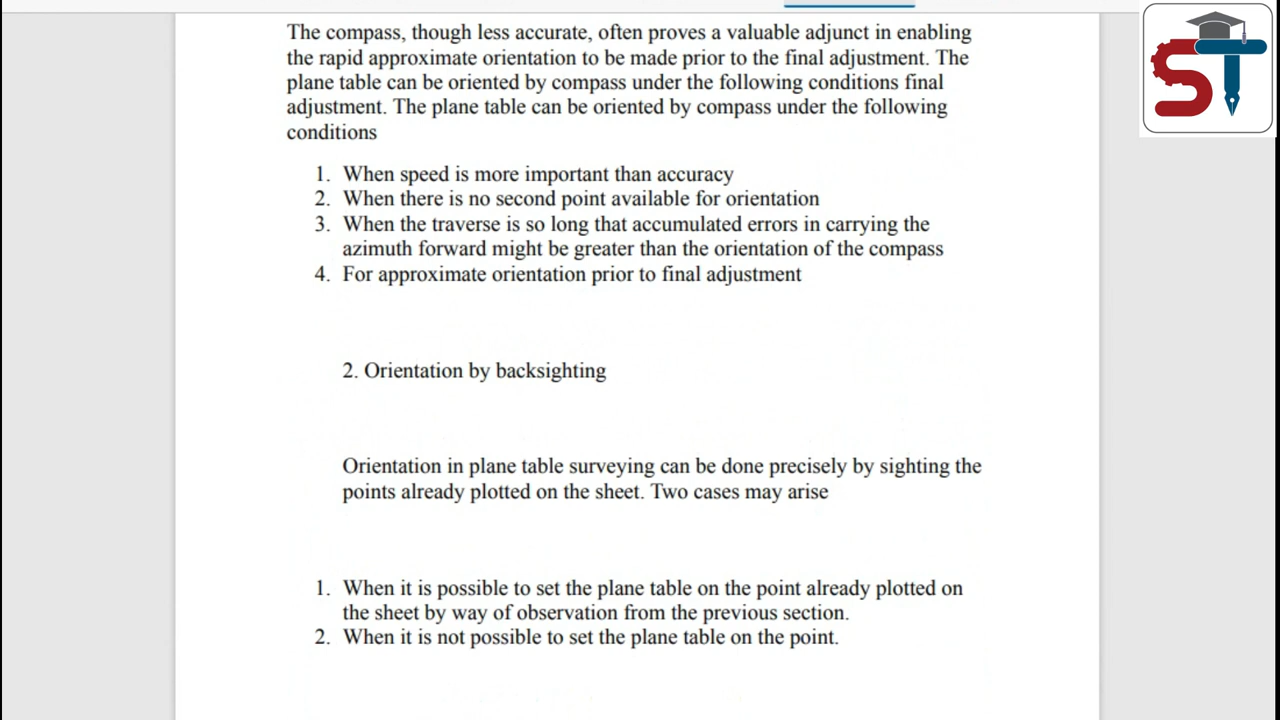 The compass, though less accurate, often proves a valuable adjunct in enabling
the rapid approximate orientation to be made prior to the final adjustment. The
plane table can be oriented by compass under the following conditions final
adjustment. The plane table can be oriented by compass under the following
conditions
1. When speed is more important than accuracy
2. When there is no second point available for orientation
3. When the traverse is so long that accumulated errors in carrying the
azimuth forward might be greater than the orientation of the compass
4. For approximate orientation prior to final adjustment
2. Orientation by backsighting
Orientation in plane table surveying can be done precisely by sighting the
points already plotted on the sheet. Two cases may arise
1. When it is possible to set the plane table on the point already plotted on
the sheet by way of observation from the previous section.
2. When it is not possible to set the plane table on the point.
ST